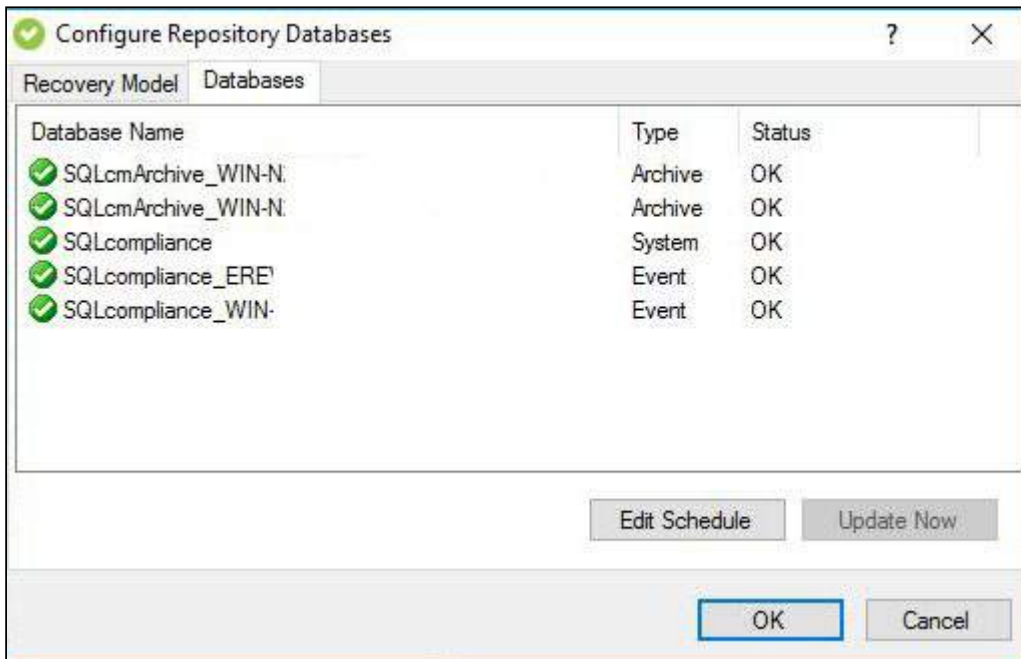 Configure Repository Databases ? X
Recovery Model Databases
Database Name Type Status
SQLcmArchive_WIN-N: Archive OK
SQLcmArchive_WIN-N: Archive OK
SQLcompliance System OK
SQLcompliance_ERE Event OK
SQLcompliance_WIN- Event OK
Edit Schedule Update Now
OK Cancel